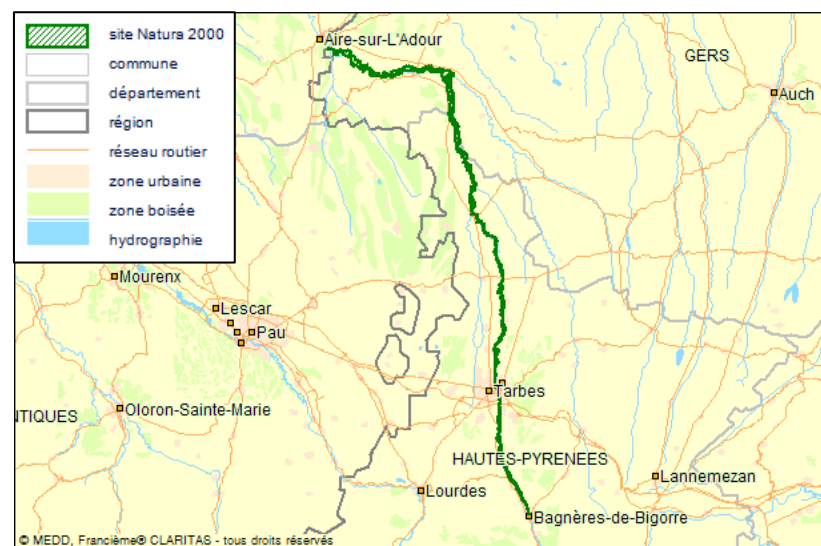 site Natura 2000
commune
département
région
réseau routier
zone urbaine
zone boisée
hydrographie
Aire-sur-L'Adour
GERS
Auch
Mourenx
Lescar
Pau
Tarbes
Oloron-Sainte-Marie
NTIQUES
HAUTES-PYRENEES
Lannemezan
Lourdes
Bagnères-de-Bigorre
© MEDD, Francième® CLARITAS - tous droits réservés